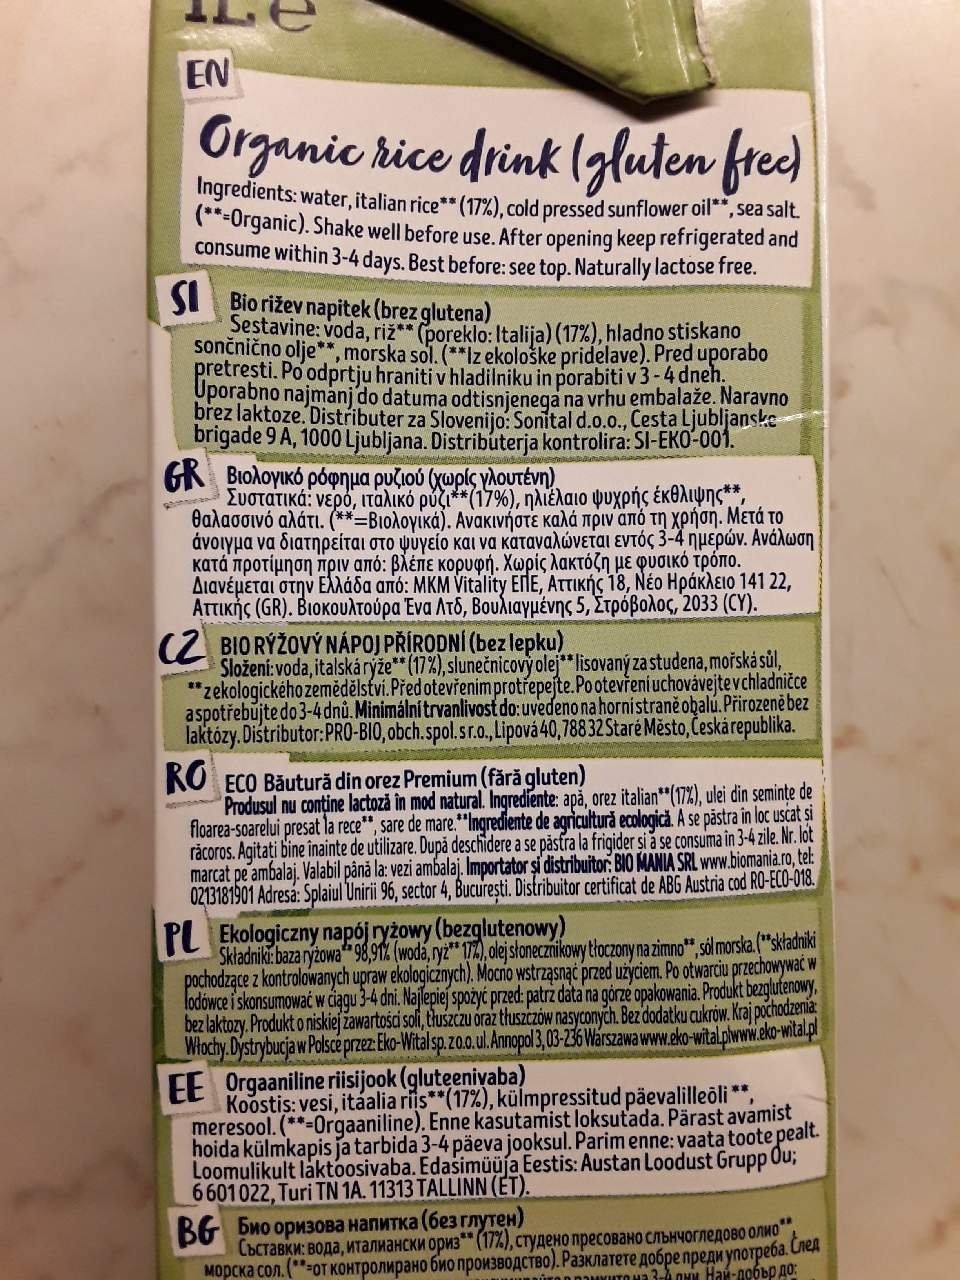 1L e
EN
Organic rice drink (gluten free)
Ingredients: water, italian rice** (17%), cold pressed sunflower oil**, sea salt.
(**=Organic). Shake well before use. After opening keep refrigerated and
consume within 3-4 days. Best before: see top. Naturally lactose free.
SI
Bio rižev napitek (brez glutena)
Sestavine: voda, riž** (poreklo: Italija) (17%), hladno stiskano
sončnično olje**, morska sol. (**Iz ekološke pridelave). Pred uporabo
pretresti. Po odprtju hraniti v hladilniku in porabiti v 3 - 4 dneh.
Uporabno najmanj do datuma odtisnjenega na vrhu embalaže. Naravno
brez laktoze. Distributer za Slovenijo: Sonital d.o.o., Cesta Ljubljanske
brigade 9 A, 1000 Ljubljana. Distributerja kontrolira: SI-EKO-001.
GR
Βιολογικό ρόφημα ρυζιού (χωρίς γλουτένη)
Συστατικά: νερό, ιταλικό ρύζι**(17%), ηλιέλαιο ψυχρής έκθλιψης**,
θαλασσινό αλάτι. (**=Βιολογικά). Ανακινήστε καλά πριν από τη χρήση. Μετά το
άνοιγμα να διατηρείται στο ψυγείο και να καταναλώνεται εντός 3-4 ημερών. Ανάλωση
κατά προτίμηση πριν από: βλέπε κορυφή. Χωρίς λακτόζη με φυσικό τρόπο.
Διανέμεται στην Ελλάδα από: MKM Vitality ΕΠΕ, Αττικής 18, Νέο Ηράκλειο 141 22,
Αττικής (GR). Βιοκουλτούρα Ένα Λτδ, Βουλιαγμένης 5, Στρόβολος, 2033 (CY).
CZ
BIO RÝŽOVÝ NÁPOJ PŘÍRODNÍ (bez lepku)
Složení: voda, italská rýže** (17%), slunečnicový olej** lisovaný za studena, mořská sůl,
**z ekologického zemědělství. Před otevřením protřepejte. Po otevření uchovávejte v chladničce
a spotřebujte do 3-4 dnů. Minimální trvanlivost do: uvedeno na horní straně obalu. Přirozeně bez
laktózy. Distributor: PRO-BIO, obch. spol. s r.o., Lipová 40, 788 32 Staré Město, Česká republika.
RO
ECO Băutură din orez Premium (fără gluten)
Produsul nu conține lactoză în mod natural. Ingrediente: apă, orez italian**(17%), ulei din semințe de
floarea-soarelui presat la rece**, sare de mare.**Ingrediente de agricultură ecologică. A se păstra în loc uscat și
răcoros. Agitați bine înainte de utilizare. După deschidere a se păstra la frigider și a se consuma în 3-4 zile. Nr. lot
marcat pe ambalaj. Valabil până la: vezi ambalaj. Importator și distribuitor: BIO MANIA SRL www.biomania.ro, tel:
0213181901 Adresa: Splaiul Unirii 96, sector 4, București. Distribuitor certificat de ABG Austria cod RO-ECO-018.
PL
Ekologiczny napój ryżowy (bezglutenowy)
Składniki: baza ryżowa** 98,91% (woda, ryż** 17%), olej słonecznikowy tłoczony na zimno**, sól morska. (**składniki
pochodzące z kontrolowanych upraw ekologicznych). Mocno wstrząsnąć przed użyciem. Po otwarciu przechowywać w
lodówce i skonsumować w ciągu 3-4 dni. Najlepiej spożyć przed: patrz data na górze opakowania. Produkt bezglutenowy,
bez laktozy. Produkt o niskiej zawartości soli, tłuszczu oraz tłuszczów nasyconych. Bez dodatku cukrów. Kraj pochodzenia:
Włochy. Dystrybucja w Polsce przez: Eko-Wital sp. z o.o. ul. Annopol 3, 03-236 Warszawa www.eko-wital.plwww.eko-wital.pl
EE
Orgaaniline riisijook (gluteenivaba)
Koostis: vesi, itaalia riis**(17%), külmpressitud päevalilleõli **,
meresool. (**=Orgaaniline). Enne kasutamist loksutada. Pärast avamist
hoida külmkapis ja tarbida 3-4 päeva jooksul. Parim enne: vaata toote pealt.
Loomulikult laktoosivaba. Edasimüüja Eestis: Austan Loodust Grupp Ou;
6 601 022, Turi TN 1A. 11313 TALLINN (ET).
BG
Био оризова напитка (без глутен)
Съставки: вода, италиански ориз** (17%), студено пресовано слънчогледово олио**,
морска сол. (**=от контролирано био производство). Разклатете добре преди употреба. След
3-4 дни. Най-добър до: